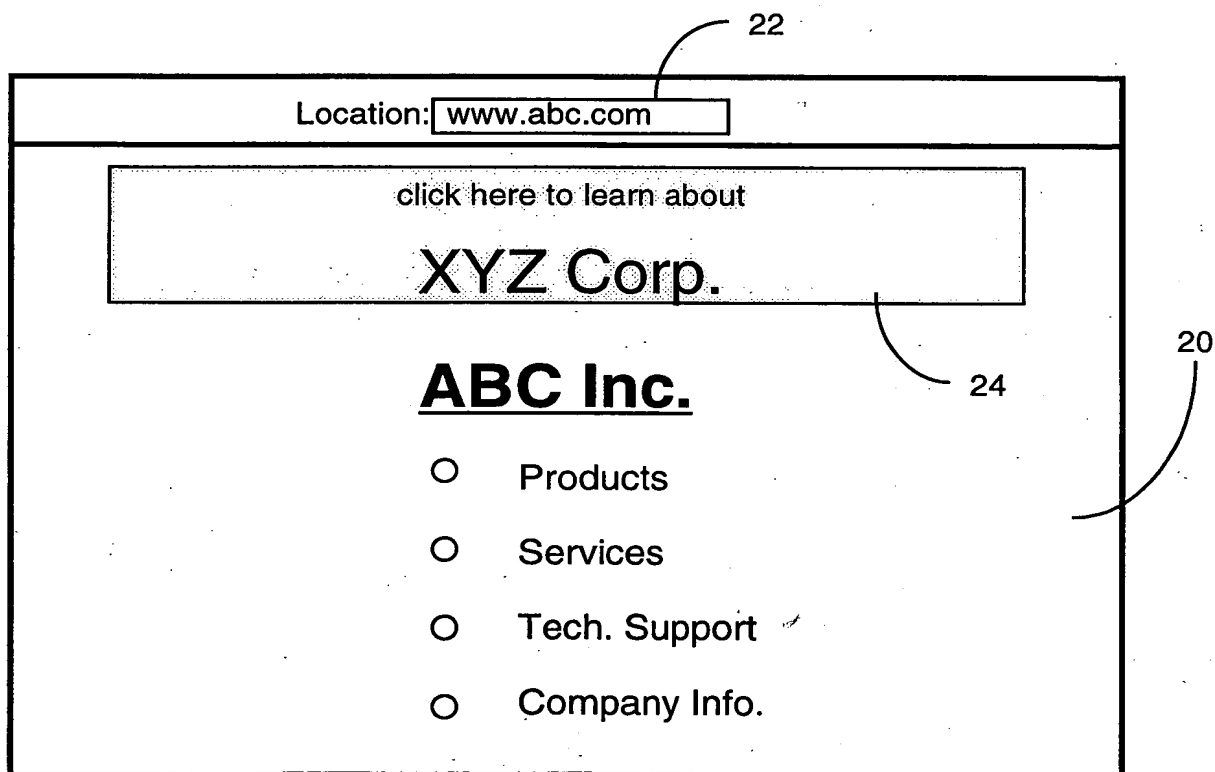 22
Location: www.abc.com
click here to learn about
XYZ Corp.
20
24
ABC Inc.
Products
Services
Tech. Support
Company Info.